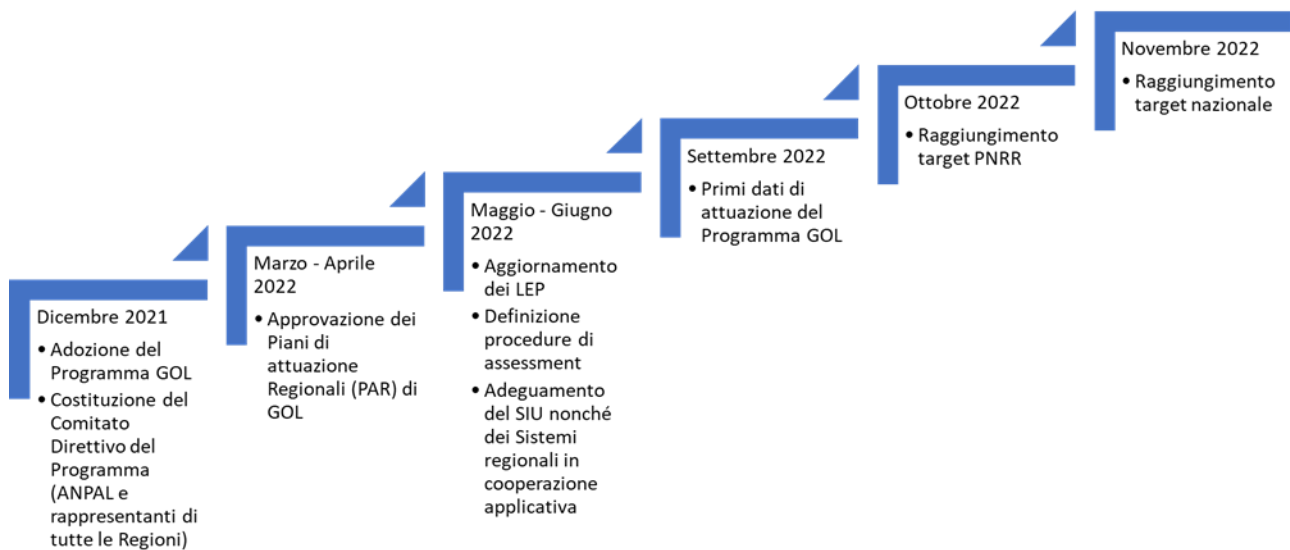 Dicembre 2021
• Adozione del
Programma GOL
• Costituzione del
Comitato
Direttivo del
Programma
(ANPAL e
rappresentanti di
tutte le Regioni)
Marzo - Aprile
2022
• Approvazione dei
Piani di
attuazione
Regionali (PAR) di
GOL
Maggio - Giugno
2022
• Aggiornamento
dei LEP
• Definizione
procedure di
assessment
• Adeguamento
del SIU nonché
dei Sistemi
regionali in
cooperazione
applicativa
Settembre 2022
• Primi dati di
attuazione del
Programma GOL
Ottobre 2022
• Raggiungimento
target PNRR
Novembre 2022
• Raggiungimento
target nazionale